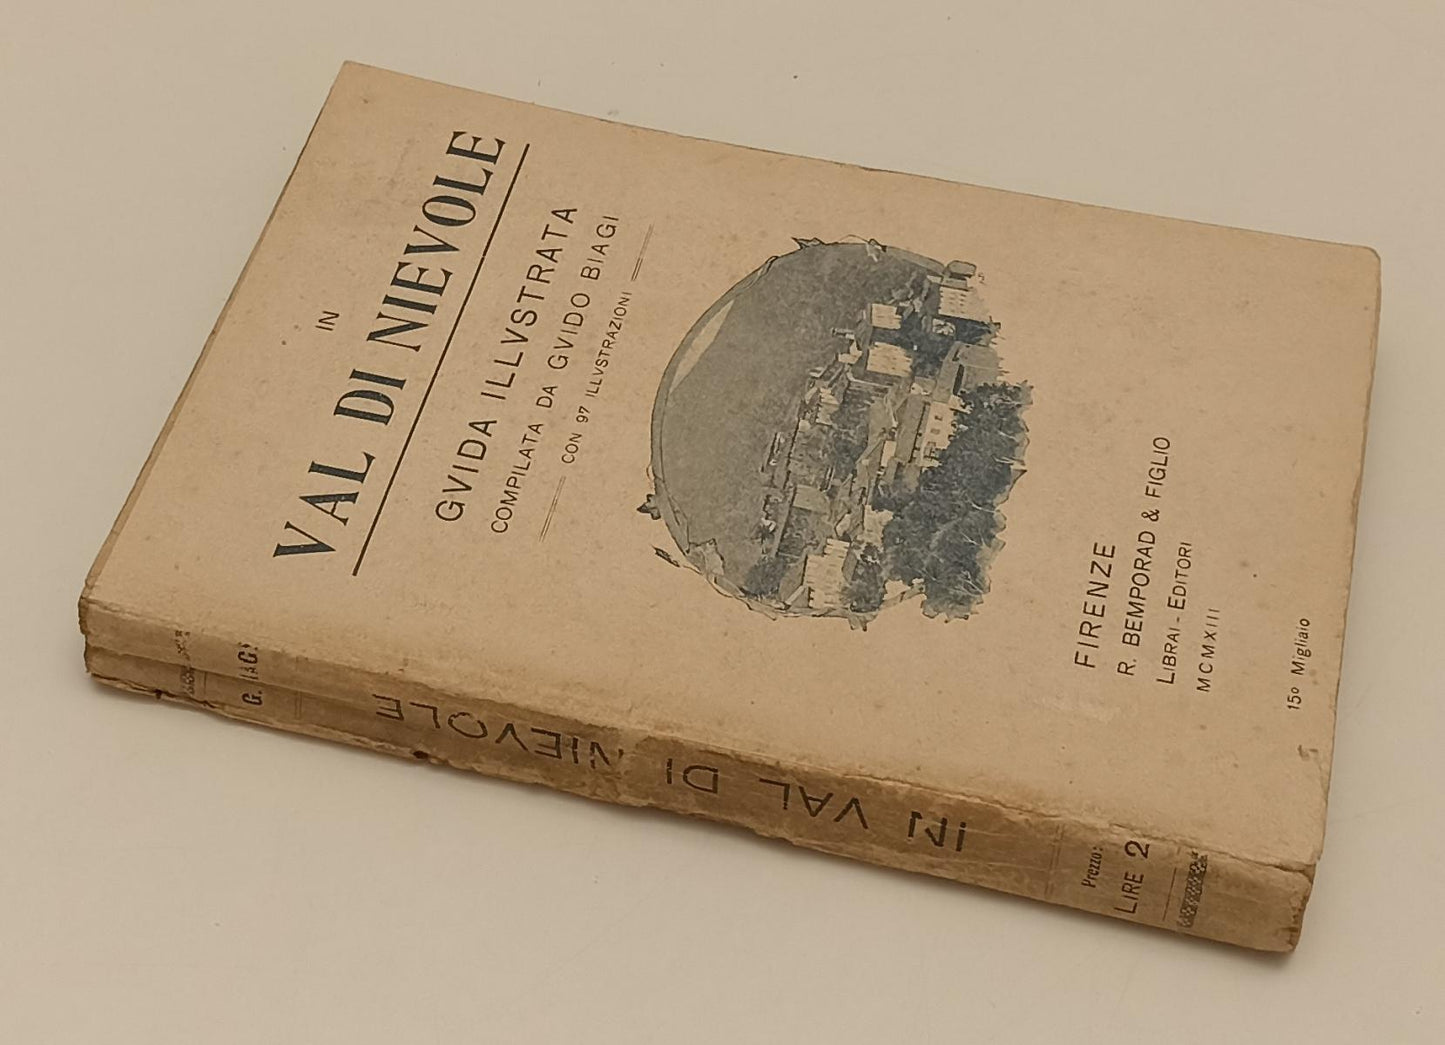 IN
VAL DI NIEVOLE
GVIDA ILLVSTRATA
COMPILATA DA GVIDO BIAGI
CON 97 ILLVSTRAZIONI
FIRENZE
R. BEMPORAD & FIGLIO
LIBRAI-EDITORI
MCMXIII
15º Migliaio
G.
IN VAL DI NIEVOLE
Prezzo:
LIRE 2